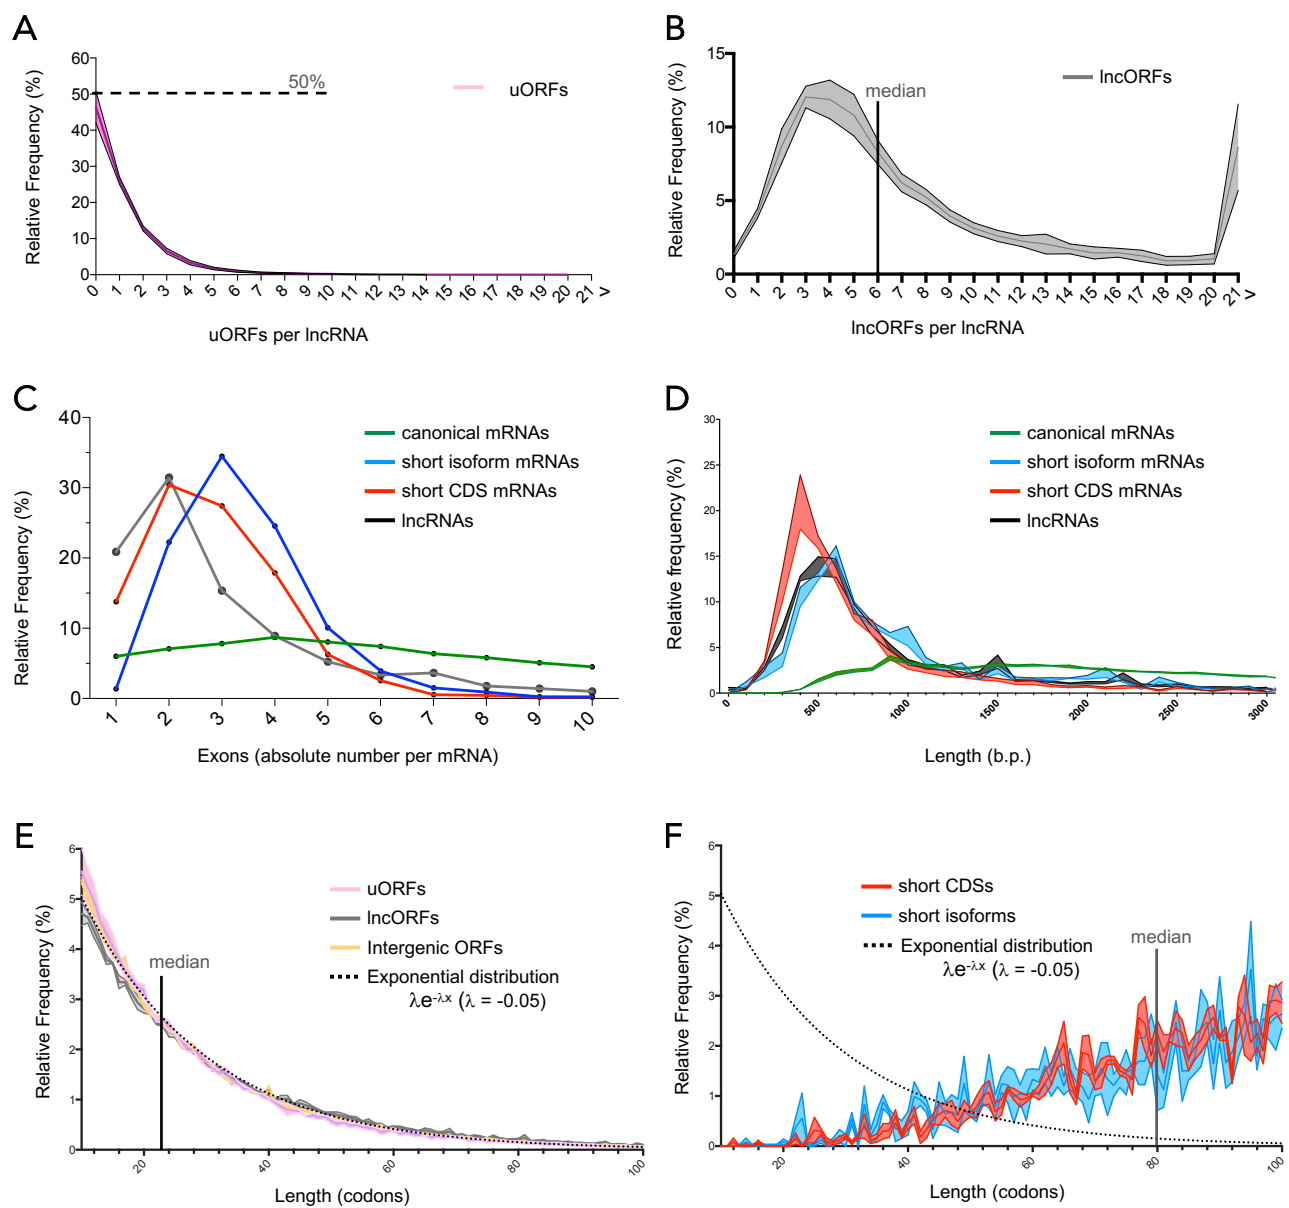 A
60
50
40
30
20
10
0
Relative Frequency (%)
50%
uORFs
0 1 2 3 4 5 6 7 8 9 10 11 12 13 14 15 16 17 18 19 20 21 >
uORFs per lncRNA
B
15
10
5
0
Relative Frequency (%)
median
lncORFs
0 1 2 3 4 5 6 7 8 9 10 11 12 13 14 15 16 17 18 19 20 21 >
lncORFs per lncRNA
C
40
30
20
10
0
Relative Frequency (%)
canonical mRNAs
short isoform mRNAs
short CDS mRNAs
lncRNAs
1 2 3 4 5 6 7 8 9 10
Exons (absolute number per mRNA)
D
30
25
20
15
10
5
0
Relative frequency (%)
canonical mRNAs
short isoform mRNAs
short CDS mRNAs
lncRNAs
0 500 1000 1500 2000 2500 3000
Length (b.p.)
E
6
5
4
3
2
1
0
Relative Frequency (%)
median
uORFs
lncORFs
Intergenic ORFs
Exponential distribution
λe-λx (λ = -0.05)
20 40 60 80 100
Length (codons)
F
6
5
4
3
2
1
0
Relative Frequency (%)
short CDSs
short isoforms
Exponential distribution
λe-λx (λ = -0.05)
median
20 40 60 80 100
Length (codons)